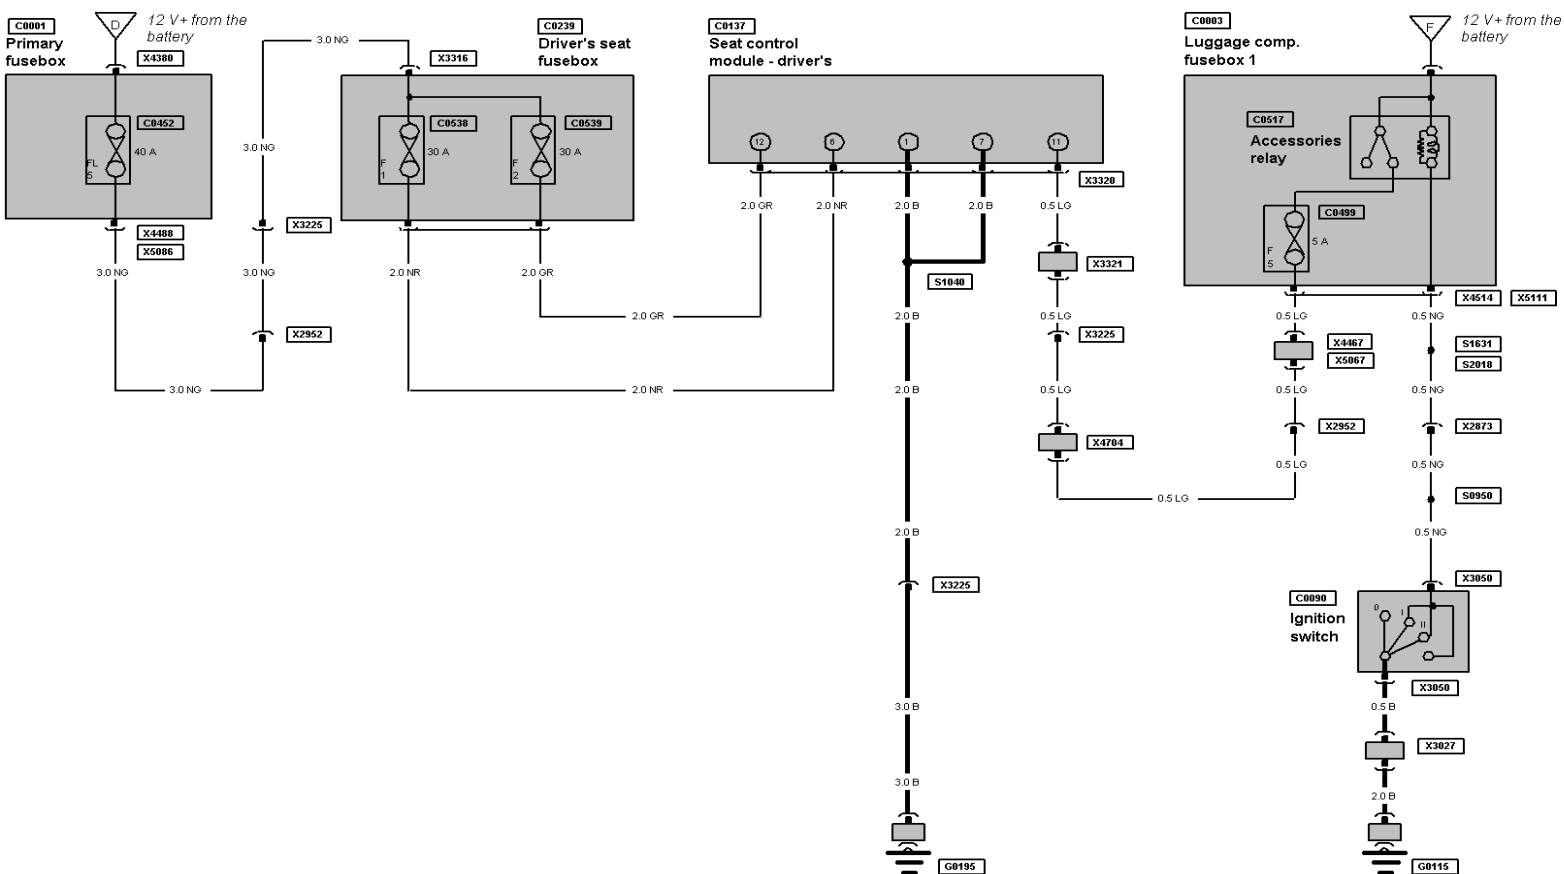 C0001
Primary
fusebox
D
12 V+ from the
battery
X4380
C0452
FL
5
40 A
X4488
X5086
3.0 NG
3.0 NG
3.0 NG
3.0 NG
3.0 NG
X3225
X2952
C0239
Driver's seat
fusebox
X3316
C0538
F
1
30 A
C0539
F
2
30 A
2.0 NR
2.0 GR
2.0 GR
2.0 NR
C0137
Seat control
module - driver's
12
6
1
7
11
X3320
2.0 GR
2.0 NR
2.0 B
2.0 B
0.5 LG
S1040
X3321
2.0 B
0.5 LG
X3225
2.0 B
0.5 LG
X4704
0.5 LG
2.0 B
X3225
3.0 B
3.0 B
G0195
C0003
Luggage comp.
fusebox 1
F
12 V+ from the
battery
C0517
Accessories
relay
C0499
F
5
5 A
X4514
X5111
0.5 LG
0.5 NG
X4467
X5067
S1631
S2018
0.5 LG
0.5 NG
X2952
X2873
0.5 LG
0.5 NG
S0950
0.5 NG
X3050
C0090
Ignition
switch
0
I
II
X3050
0.5 B
X3027
2.0 B
G0115